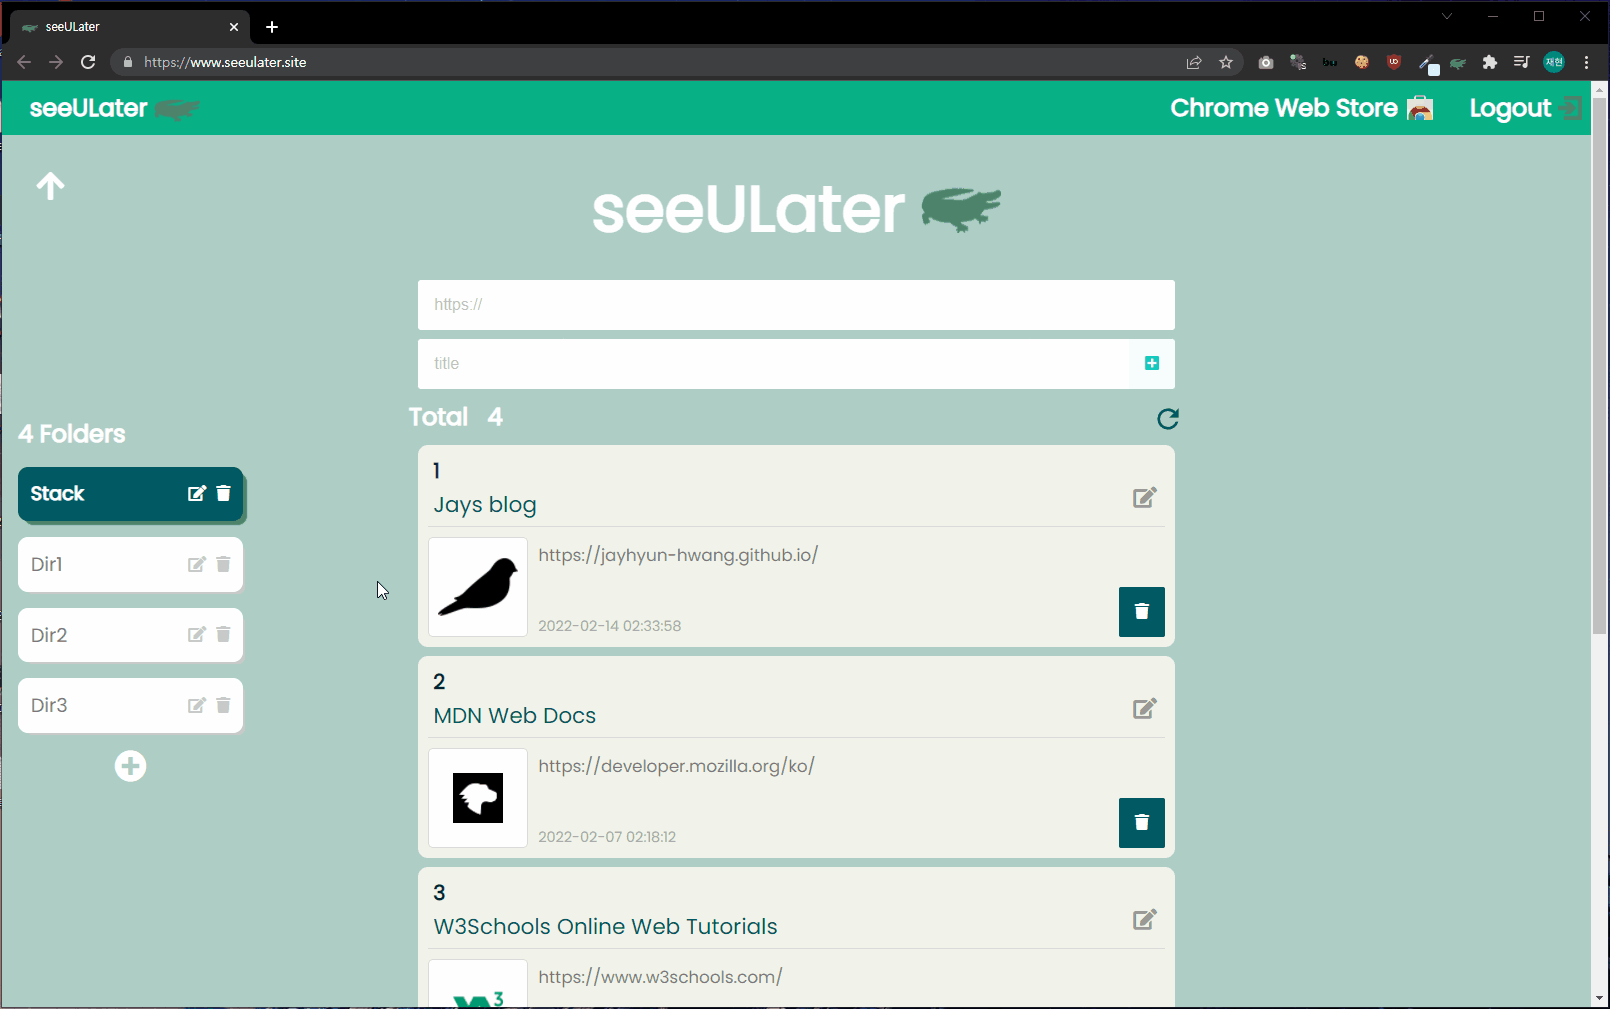 seeULater
https://www.seeulater.site
재현
seeULater
Chrome Web Store
Logout
seeULater
https://
title
Total 4
4 Folders
Stack
Dir1
Dir2
Dir3
1
Jays blog
https://jayhyun-hwang.github.io/
2022-02-14 02:33:58
2
MDN Web Docs
https://developer.mozilla.org/ko/
2022-02-07 02:18:12
3
W3Schools Online Web Tutorials
https://www.w3schools.com/
3